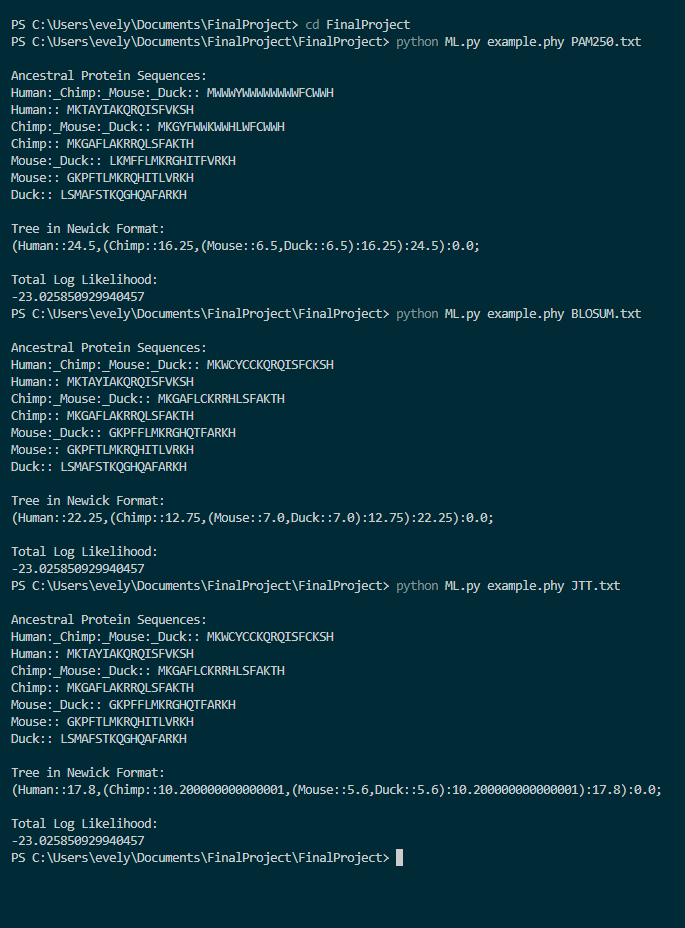 PS C:\Users\evely\Documents\FinalProject> cd FinalProject
PS C:\Users\evely\Documents\FinalProject\FinalProject> python ML.py example.phy PAM250.txt
Ancestral Protein Sequences:
Human:_Chimp:_Mouse:_Duck:: MWWWYWWWWWWWFCWWH
Human:: MKTAYIAKQRQISFVKSH
Chimp:_Mouse:_Duck:: MKGYFWWKWWHLWFCWWH
Chimp:: MKGAFLAKRRQLSFAKTH
Mouse:_Duck:: LKMFFLMKRGHITFVRKH
Mouse:: GKPFTLMKRQHITLVRKH
Duck:: LSMAFSTKQGHQAFARKH
Tree in Newick Format:
(Human::24.5,(Chimp::16.25,(Mouse::6.5,Duck::6.5):16.25):24.5):0.0;
Total Log Likelihood:
-23.025850929940457
PS C:\Users\evely\Documents\FinalProject\FinalProject> python ML.py example.phy BLOSUM.txt
Ancestral Protein Sequences:
Human:_Chimp:_Mouse:_Duck:: MKWCYCCKQRQISFCKSH
Human:: MKTAYIAKQRQISFVKSH
Chimp:_Mouse:_Duck:: MKGAFLCKRRHLSFAKTH
Chimp:: MKGAFLAKRRQLSFAKTH
Mouse:_Duck:: GKPFFLMKRGHQTFARKH
Mouse:: GKPFTLMKRQHITLVRKH
Duck:: LSMAFSTKQGHQAFARKH
Tree in Newick Format:
(Human::22.25,(Chimp::12.75,(Mouse::7.0,Duck::7.0):12.75):22.25):0.0;
Total Log Likelihood:
-23.025850929940457
PS C:\Users\evely\Documents\FinalProject\FinalProject> python ML.py example.phy JTT.txt
Ancestral Protein Sequences:
Human:_Chimp:_Mouse:_Duck:: MKWCYCCKQRQISFCKSH
Human:: MKTAYIAKQRQISFVKSH
Chimp:_Mouse:_Duck:: MKGAFLCKRRHLSFAKTH
Chimp:: MKGAFLAKRRQLSFAKTH
Mouse:_Duck:: GKPFFLMKRGHQTFARKH
Mouse:: GKPFTLMKRQHITLVRKH
Duck:: LSMAFSTKQGHQAFARKH
Tree in Newick Format:
(Human::17.8,(Chimp::10.200000000000001,(Mouse::5.6,Duck::5.6):10.200000000000001):17.8):0.0;
Total Log Likelihood:
-23.025850929940457
PS C:\Users\evely\Documents\FinalProject\FinalProject>